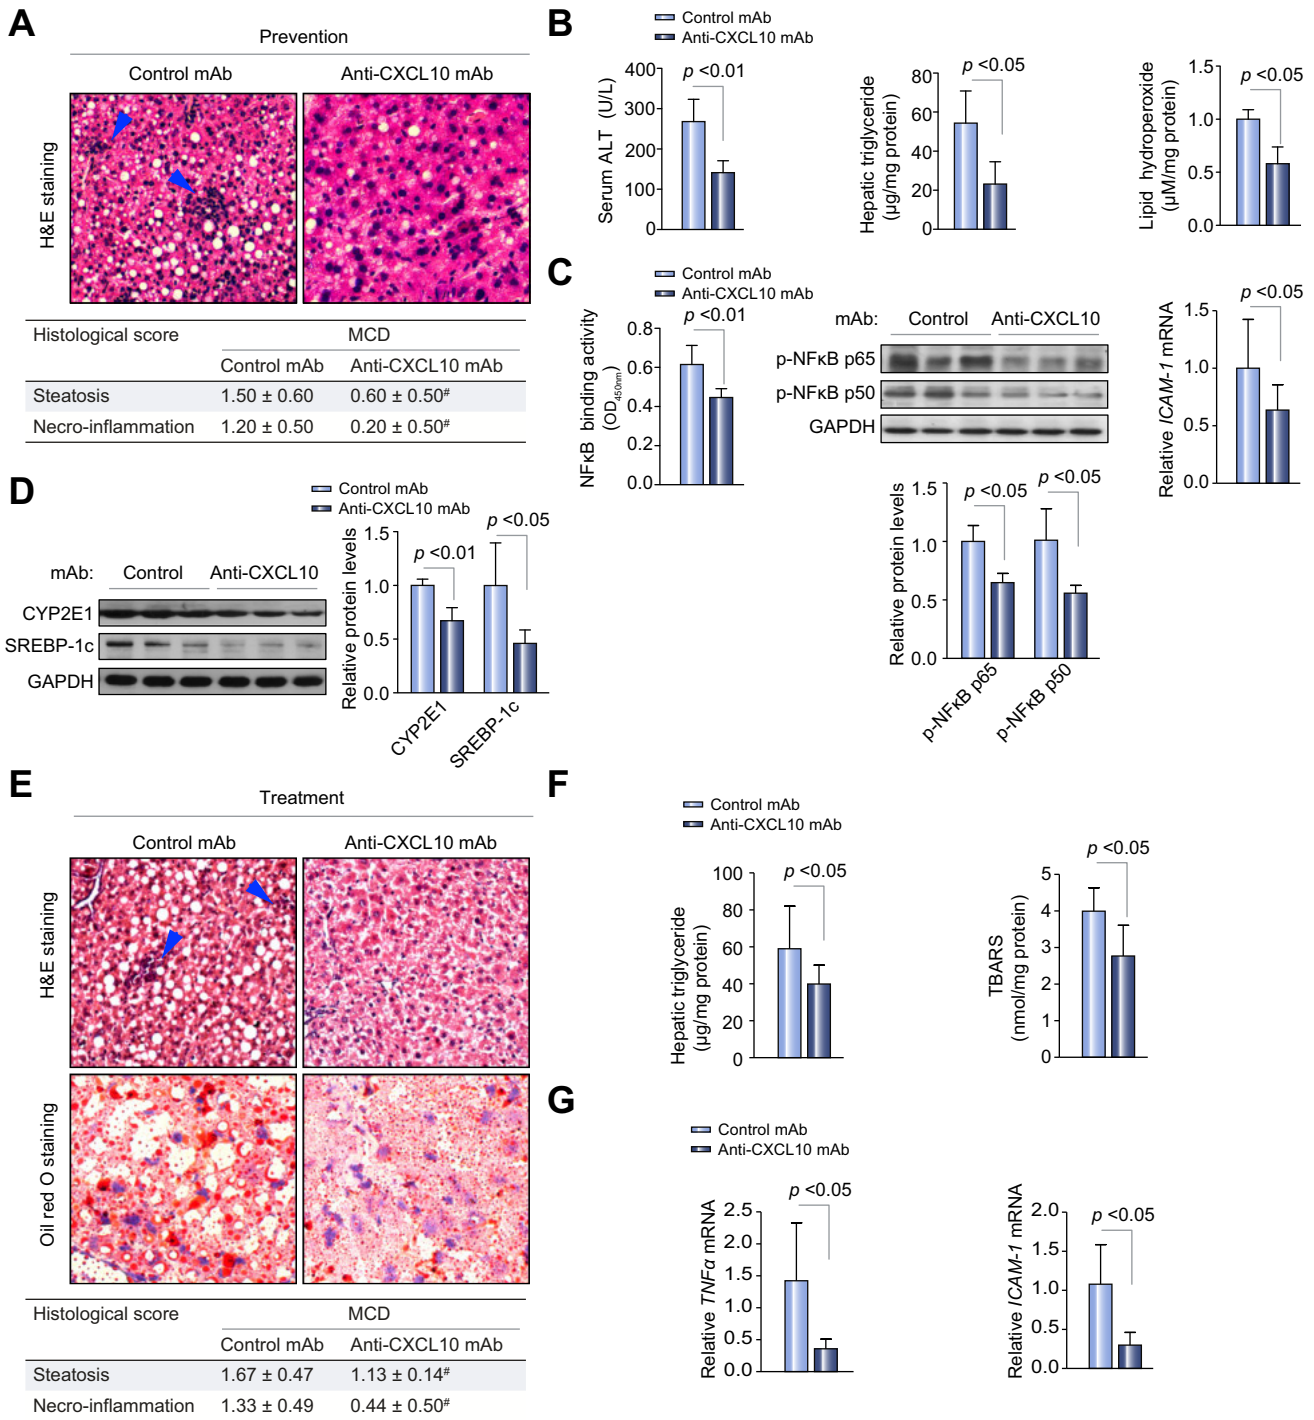 A
Prevention
Control mAb
Anti-CXCL10 mAb
H&E staining
Histological score
MCD
Control mAb
Anti-CXCL10 mAb
Steatosis
1.50 ± 0.60
0.60 ± 0.50#
Necro-inflammation
1.20 ± 0.50
0.20 ± 0.50#
B
Control mAb
Anti-CXCL10 mAb
Serum ALT (U/L)
400
300
200
100
0
p <0.01
Hepatic triglyceride
(µg/mg protein)
80
60
40
20
0
p <0.05
Lipid hydroperoxide
(µM/mg protein)
1.5
1.0
0.5
0.0
p <0.05
C
Control mAb
Anti-CXCL10 mAb
NFκB binding activity
(OD450nm)
0.8
0.6
0.4
0.2
0.0
p <0.01
mAb:
Control
Anti-CXCL10
p-NFκB p65
p-NFκB p50
GAPDH
Relative protein levels
1.5
1.0
0.5
0.0
p <0.05
p <0.05
p-NFκB p65
p-NFκB p50
Relative ICAM-1 mRNA
1.5
1.0
0.5
0.0
p <0.05
D
mAb:
Control
Anti-CXCL10
CYP2E1
SREBP-1c
GAPDH
Control mAb
Anti-CXCL10 mAb
Relative protein levels
1.5
1.0
0.5
0.0
p <0.01
p <0.05
CYP2E1
SREBP-1c
E
Treatment
Control mAb
Anti-CXCL10 mAb
H&E staining
Oil red O staining
Histological score
MCD
Control mAb
Anti-CXCL10 mAb
Steatosis
1.67 ± 0.47
1.13 ± 0.14#
Necro-inflammation
1.33 ± 0.49
0.44 ± 0.50#
F
Control mAb
Anti-CXCL10 mAb
Hepatic triglyceride
(µg/mg protein)
100
80
60
40
20
0
p <0.05
TBARS
(nmol/mg protein)
5
4
3
2
1
0
p <0.05
G
Control mAb
Anti-CXCL10 mAb
Relative TNFα mRNA
2.5
2.0
1.5
1.0
0.5
0.0
p <0.05
Relative ICAM-1 mRNA
2.0
1.5
1.0
0.5
0.0
p <0.05